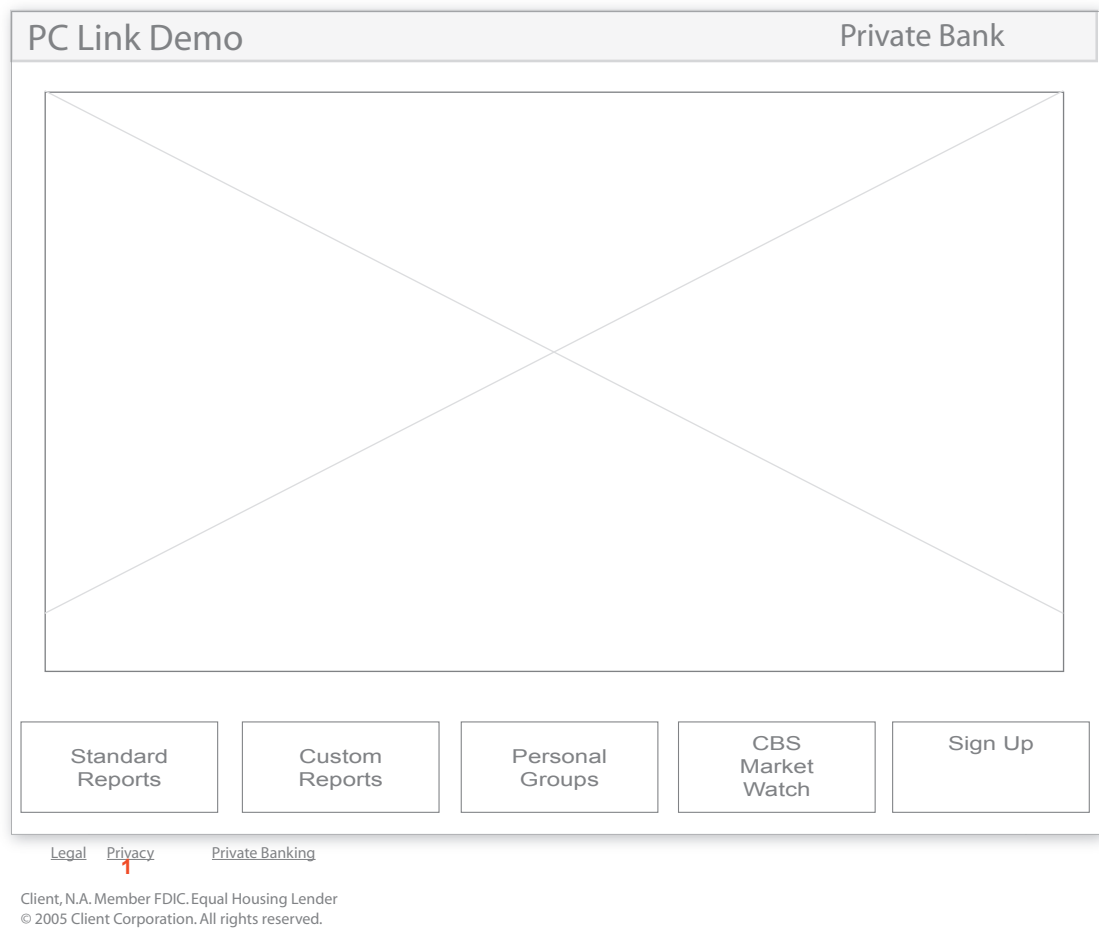 PC Link Demo
Private Bank
Standard
Reports
Custom
Reports
Personal
Groups
CBS
Market
Watch
Sign Up
Legal Privacy Private Banking
1
Client, N.A. Member FDIC. Equal Housing Lender
© 2005 Client Corporation. All rights reserved.